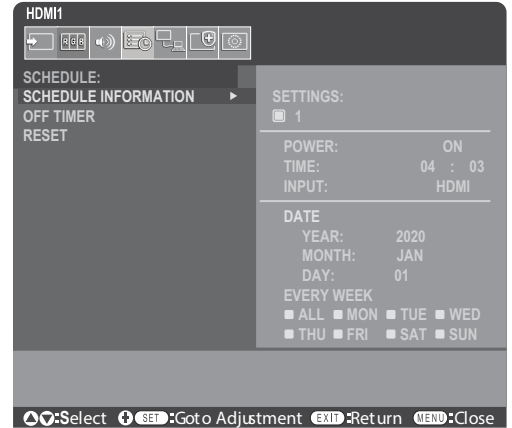 HDMI1
RGB
SCHEDULE:
SCHEDULE INFORMATION
OFF TIMER
RESET
SETTINGS:
1
POWER: ON
TIME: 04 : 03
INPUT: HDMI
DATE
YEAR: 2020
MONTH: JAN
DAY: 01
EVERY WEEK
ALL MON TUE WED
THU FRI SAT SUN
:Select SET :Goto Adjustment EXIT :Return MENU :Close